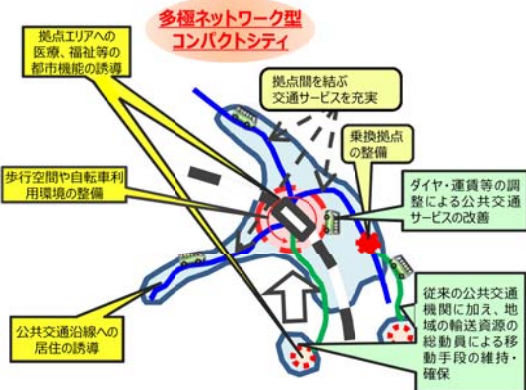 多極ネットワーク型
コンパクトシティ
拠点エリアへの
医療、福祉等の
都市機能の誘導
拠点間を結ぶ
交通サービスを充実
乗換拠点
の整備
歩行空間や自転車利
用環境の整備
ダイヤ・運賃等の調
整による公共交通
サービスの改善
公共交通沿線への
居住の誘導
従来の公共交通
機関に加え、地
域の輸送資源の
総動員による移
動手段の維持・
確保